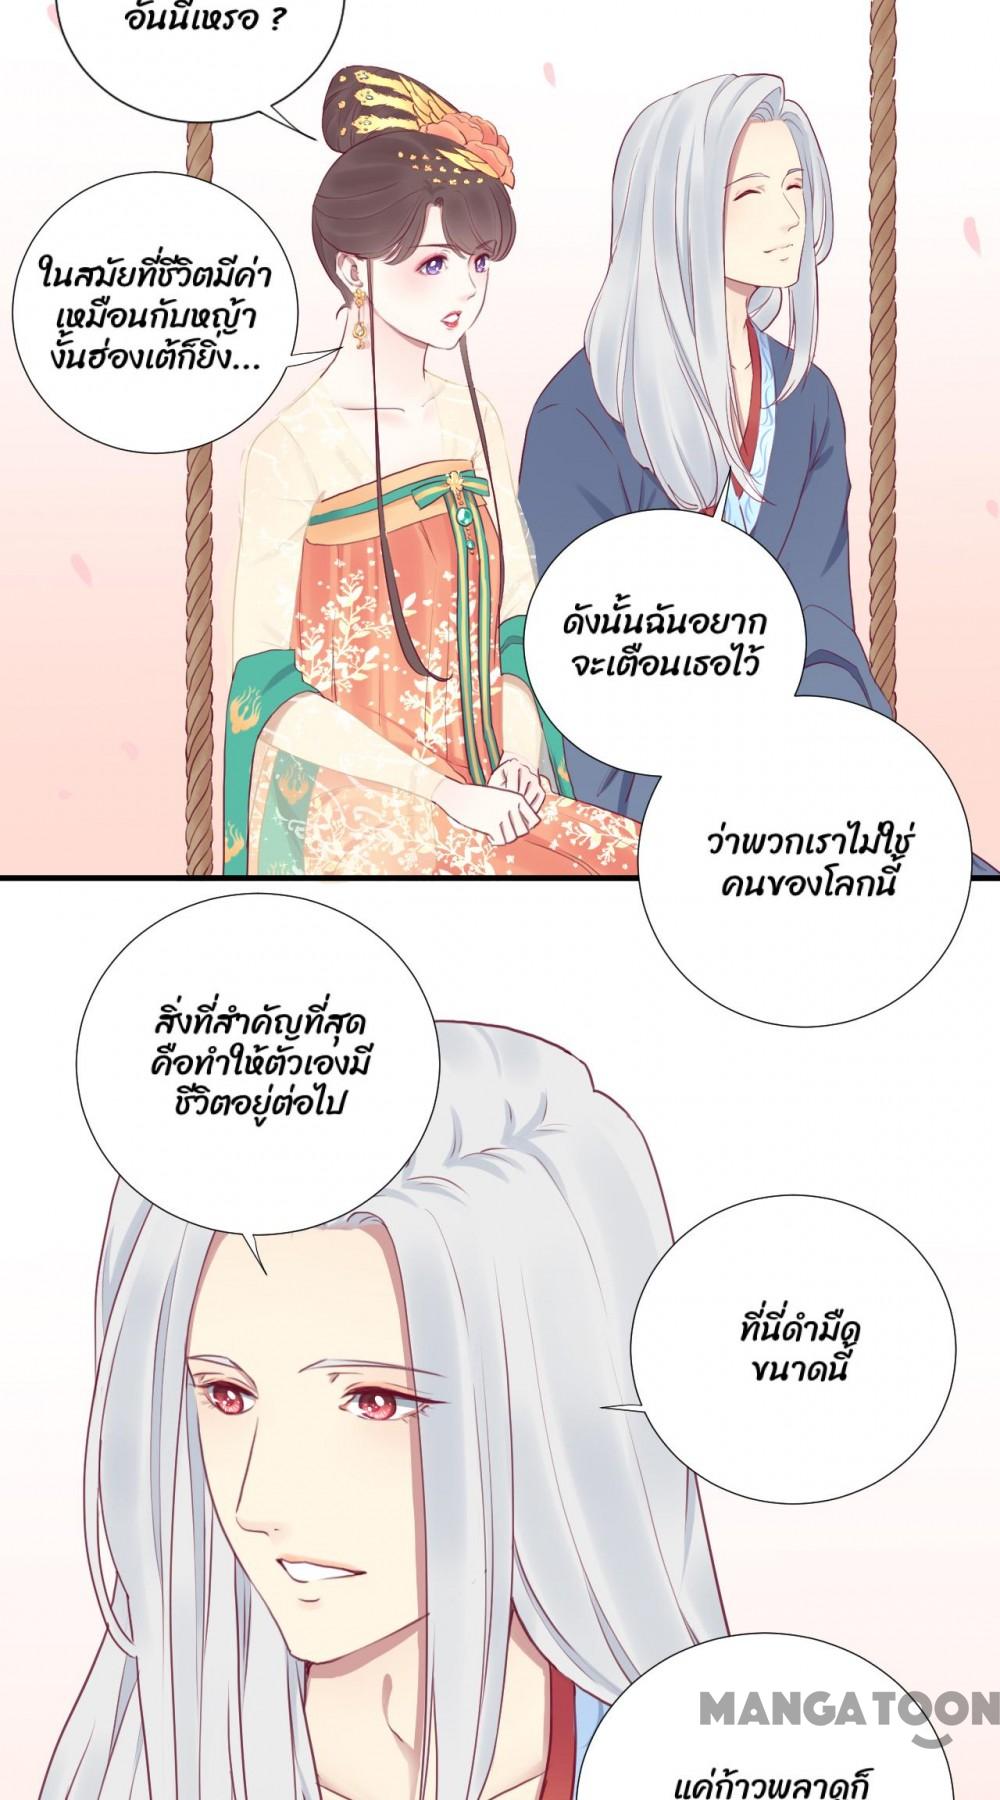 อันนี้เหรอ ?
ในสมัยที่ชีวิตมีค่า
เหมือนกับหญ้า
งั้นฮ่องเต้ก็ยิ่ง...
ดังนั้นฉันอยาก
จะเตือนเธอไว้
ว่าพวกเราไม่ใช่
คนของโลกนี้
สิ่งที่สำคัญที่สุด
คือทำให้ตัวเองมี
ชีวิตอยู่ต่อไป
ที่นี่ดำมืด
ขนาดนี้
MANGATOON
แค่ก้าวพลาดก็